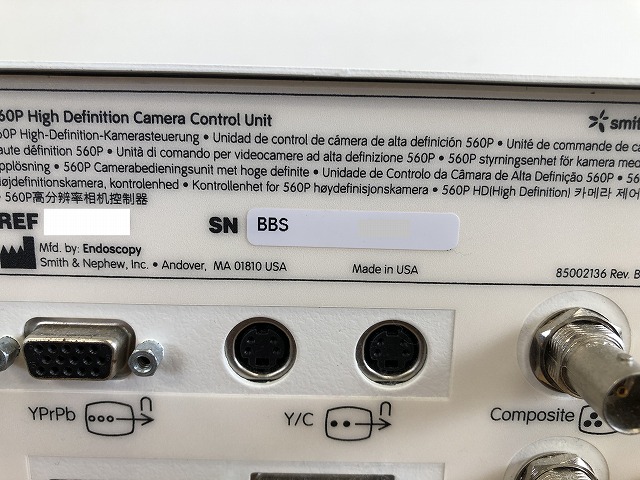 560P High Definition Camera Control Unit
smith
560P High-Definition-Kamerasteuerung • Unidad de control de cámera de alta definición 560P • Unité de commande de ca
haute définition 560P • Unità di comando per videocamere ad alta definizione 560P • 560P styrningsenhet för kamera med
upplösning • 560P Camerabedieningsunit met hoge definitie • Unidade de Controlo da Câmara de Alta Definição 560P • 56
højdefinitionskamera, kontrolenhed • Kontrollenhet for 560P høydefinisjonskamera • 560P HD(High Definition) 카메라 제어
• 560P高分辨率相机控制器
REF
SN BBS
Mfd. by: Endoscopy
Smith & Nephew, Inc. • Andover, MA 01810 USA
Made in USA
85002136 Rev. B
YPrPb
Y/C
Composite